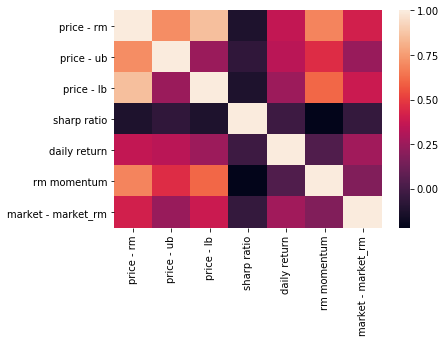 price - rm
price - ub
price - lb
sharp ratio
daily return
rm momentum
market - market_rm
price - rm
price - ub
price - lb
sharp ratio
daily return
rm momentum
market - market_rm
1.00
0.75
0.50
0.25
0.00